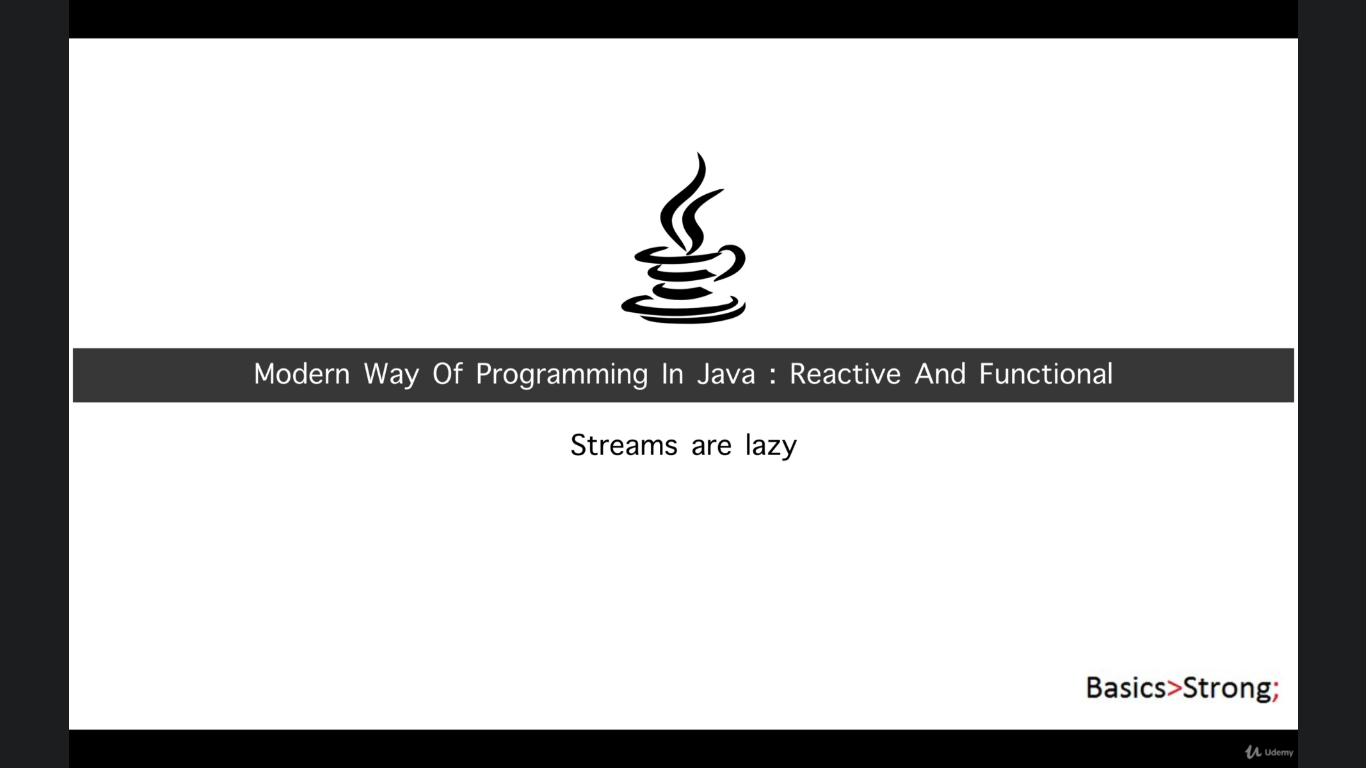 Modern Way Of Programming In Java : Reactive And Functional
Streams are lazy
Basics>Strong;
Udemy